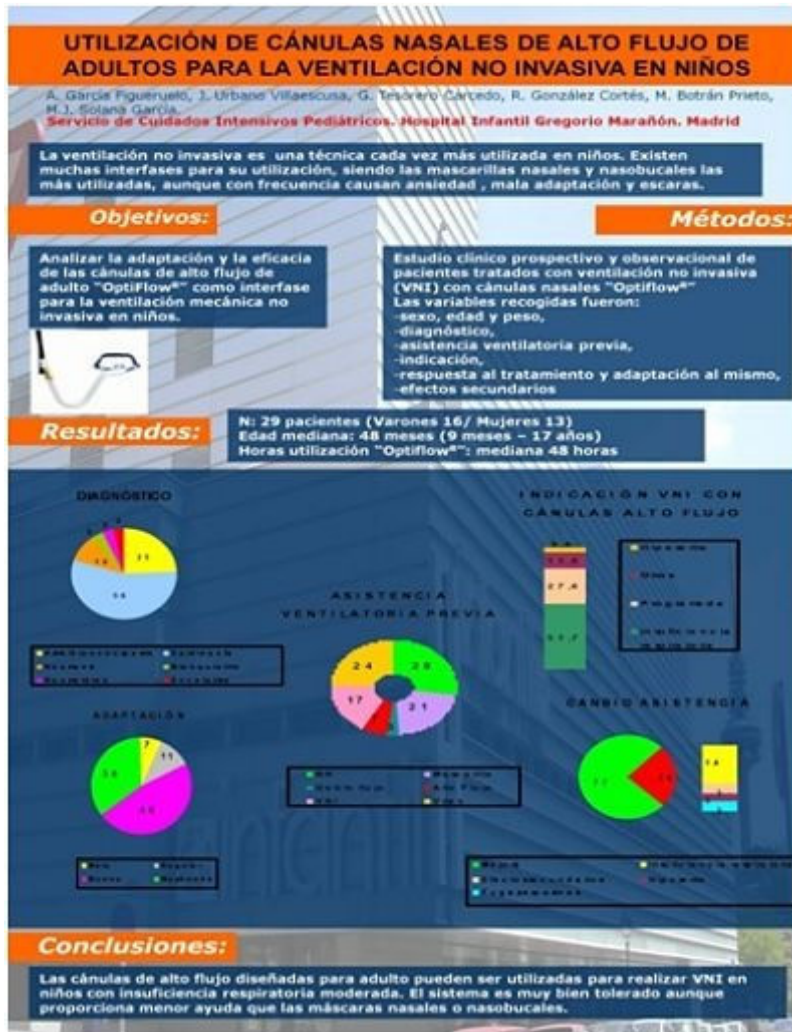 UTILIZACIÓN DE CÁNULAS NASALES DE ALTO FLUJO DE
ADULTOS PARA LA VENTILACIÓN NO INVASIVA EN NIÑOS
A. García Figueruelo, J. Urbano Villaescusa, G. Tesorero Carcedo, R. González Cortés, M. Botrán Prieto,
M.J. Solana García.
Servicio de Cuidados Intensivos Pediátricos. Hospital Infantil Gregorio Marañón. Madrid
La ventilación no invasiva es una técnica cada vez más utilizada en niños. Existen
muchas interfases para su utilización, siendo las mascarillas nasales y nasobucales las
más utilizadas, aunque con frecuencia causan ansiedad , mala adaptación y escaras.
Objetivos:
Analizar la adaptación y la eficacia
de las cánulas de alto flujo de
adulto "OptiFlow®" como interfase
para la ventilación mecánica no
invasiva en niños.
Métodos:
Estudio clínico prospectivo y observacional de
pacientes tratados con ventilación no invasiva
(VNI) con cánulas nasales "Optiflow®"
Las variables recogidas fueron:
-sexo, edad y peso,
-diagnóstico,
-asistencia ventilatoria previa,
-indicación,
-respuesta al tratamiento y adaptación al mismo,
-efectos secundarios
Resultados:
N: 29 pacientes (Varones 16/ Mujeres 13)
Edad mediana: 48 meses (9 meses – 17 años)
Horas utilización "Optiflow®": mediana 48 horas
DIAGNÓSTICO
INDICACIÓN VNI CON
CÁNULAS ALTO FLUJO
ASISTENCIA
VENTILATORIA PREVIA
24
17
21
ADAPTACIÓN
7
11
CAMBIO ASISTENCIA
Conclusiones:
Las cánulas de alto flujo diseñadas para adulto pueden ser utilizadas para realizar VNI en
niños con insuficiencia respiratoria moderada. El sistema es muy bien tolerado aunque
proporciona menor ayuda que las máscaras nasales o nasobucales.